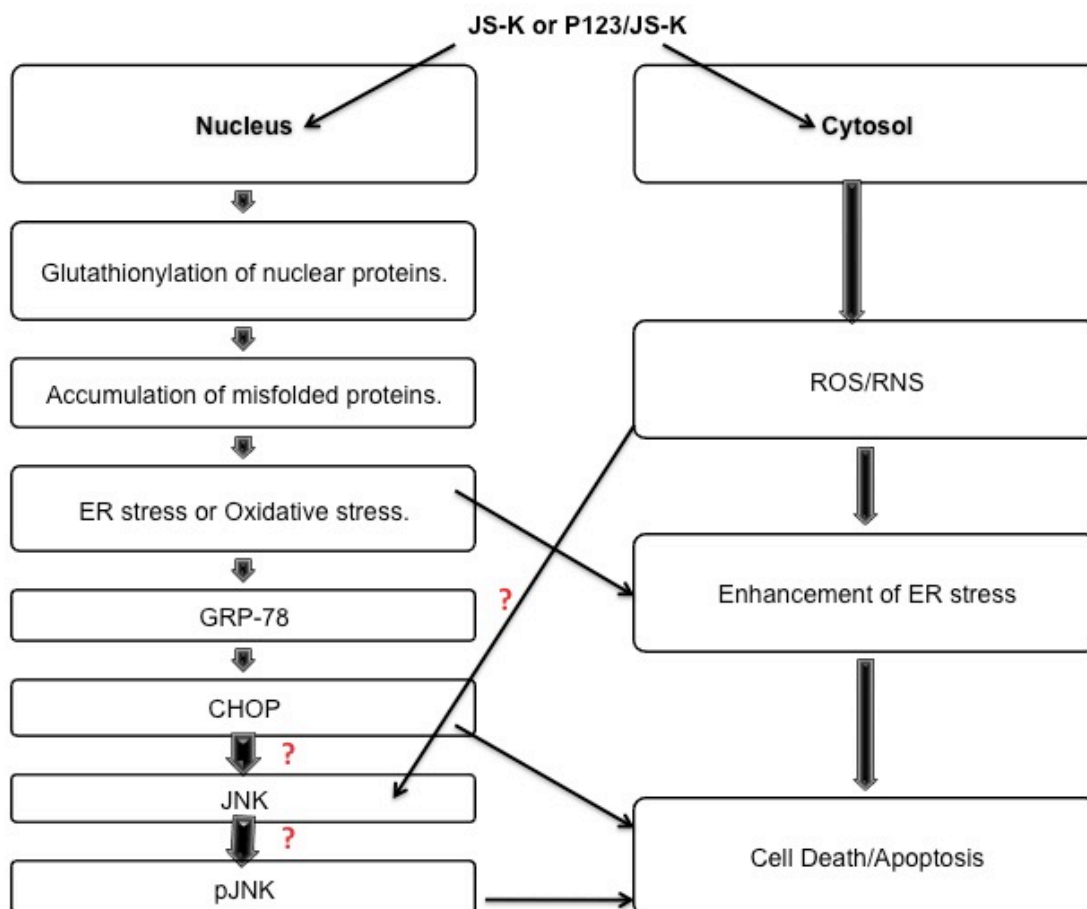 JS-K or P123/JS-K
Nucleus
Cytosol
Glutathionylation of nuclear proteins.
Accumulation of misfolded proteins.
ROS/RNS
ER stress or Oxidative stress.
Enhancement of ER stress
?
GRP-78
CHOP
?
JNK
?
Cell Death/Apoptosis
pJNK